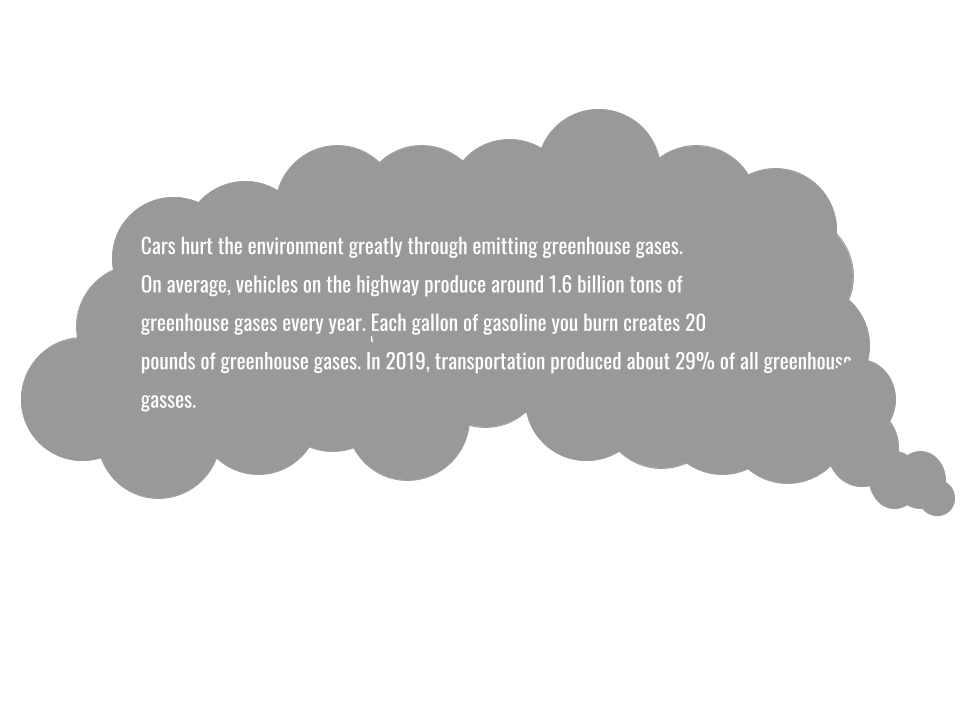 Cars hurt the environment greatly through emitting greenhouse gases.
On average, vehicles on the highway produce around 1.6 billion tons of
greenhouse gases every year. Each gallon of gasoline you burn creates 20
pounds of greenhouse gases. In 2019, transportation produced about 29% of all greenhouse
gasses.